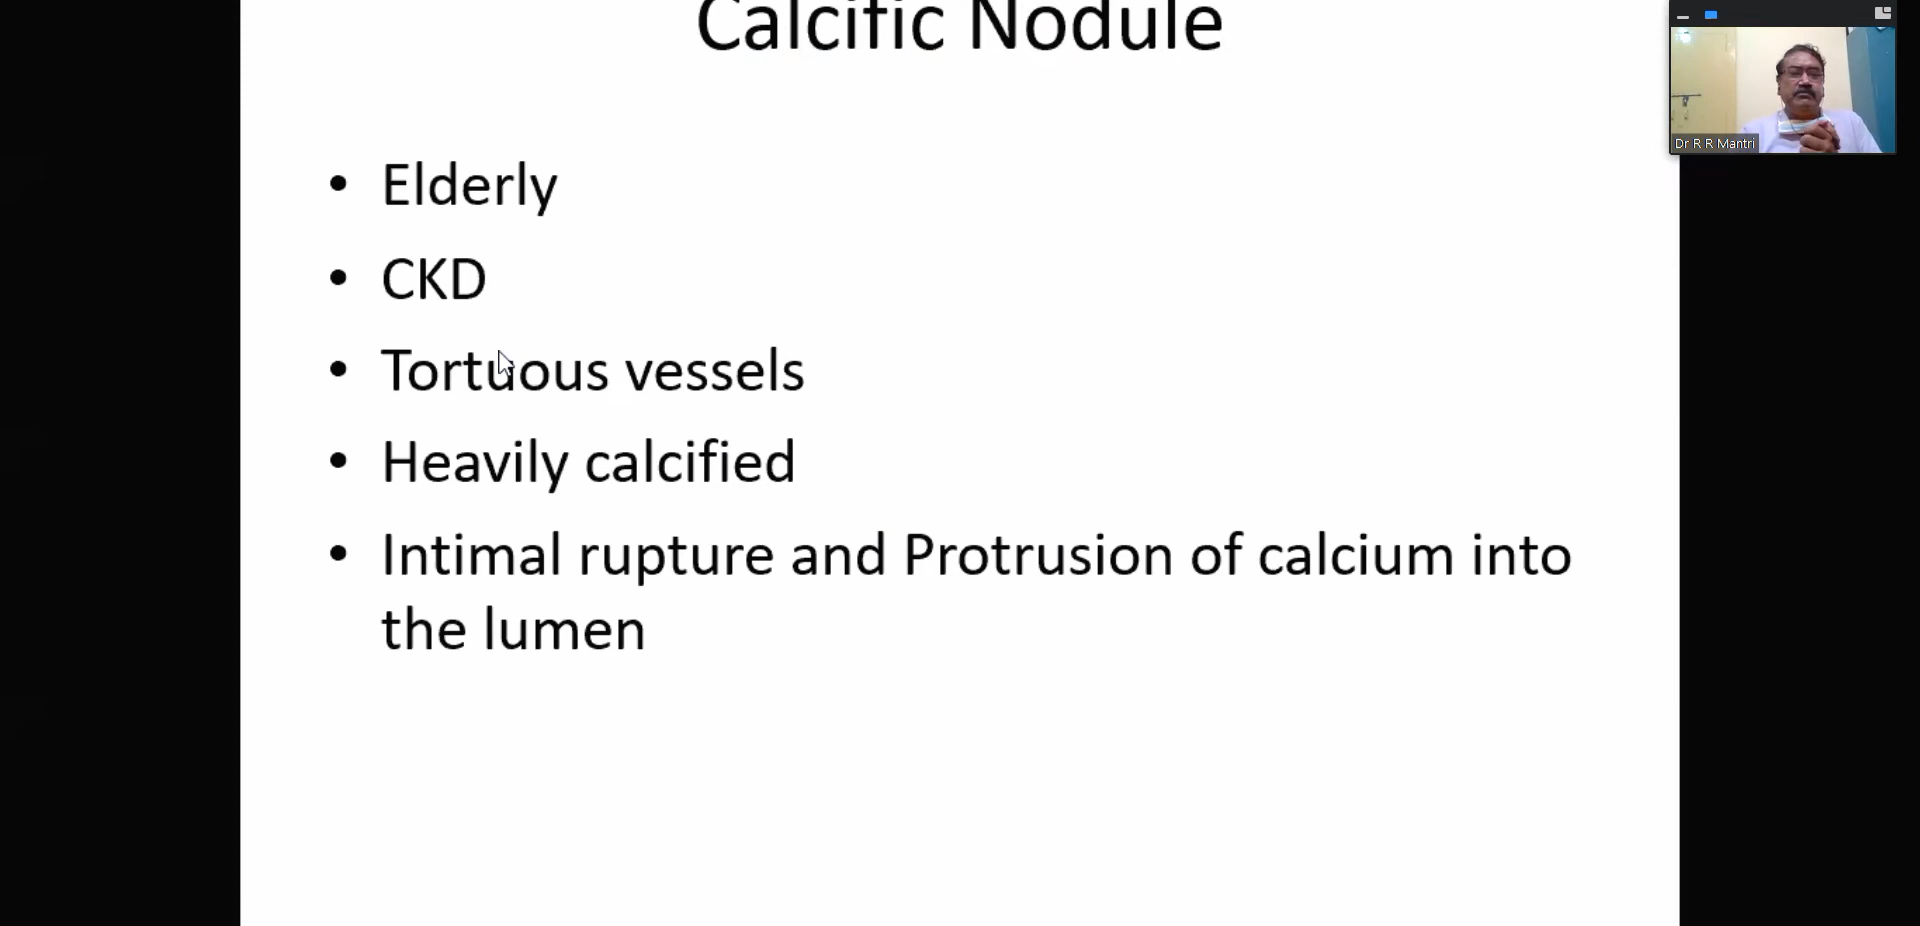 Calcific Nodule
Dr R R Mantri
• Elderly
• CKD
• Tortuous vessels
• Heavily calcified
• Intimal rupture and Protrusion of calcium into
the lumen